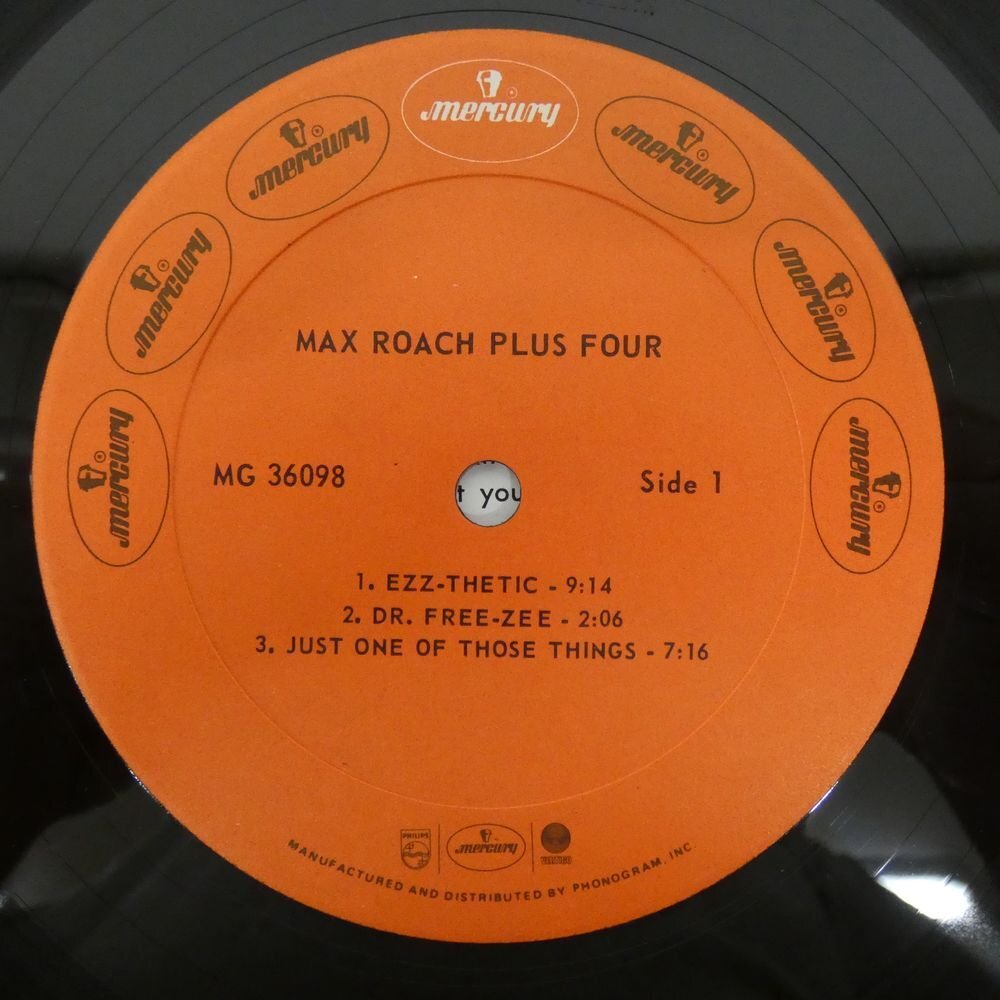 mercury
mercury
mercury
mercury
mercury
mercury
mercury
MAX ROACH PLUS FOUR
MG 36098
t you
Side 1
1. EZZ-THETIC - 9:14
2. DR. FREE-ZEE - 2:06
3. JUST ONE OF THOSE THINGS - 7:16
PHILIPS
mercury
VERTIGO
MANUFACTURED AND DISTRIBUTED BY PHONOGRAM, INC.